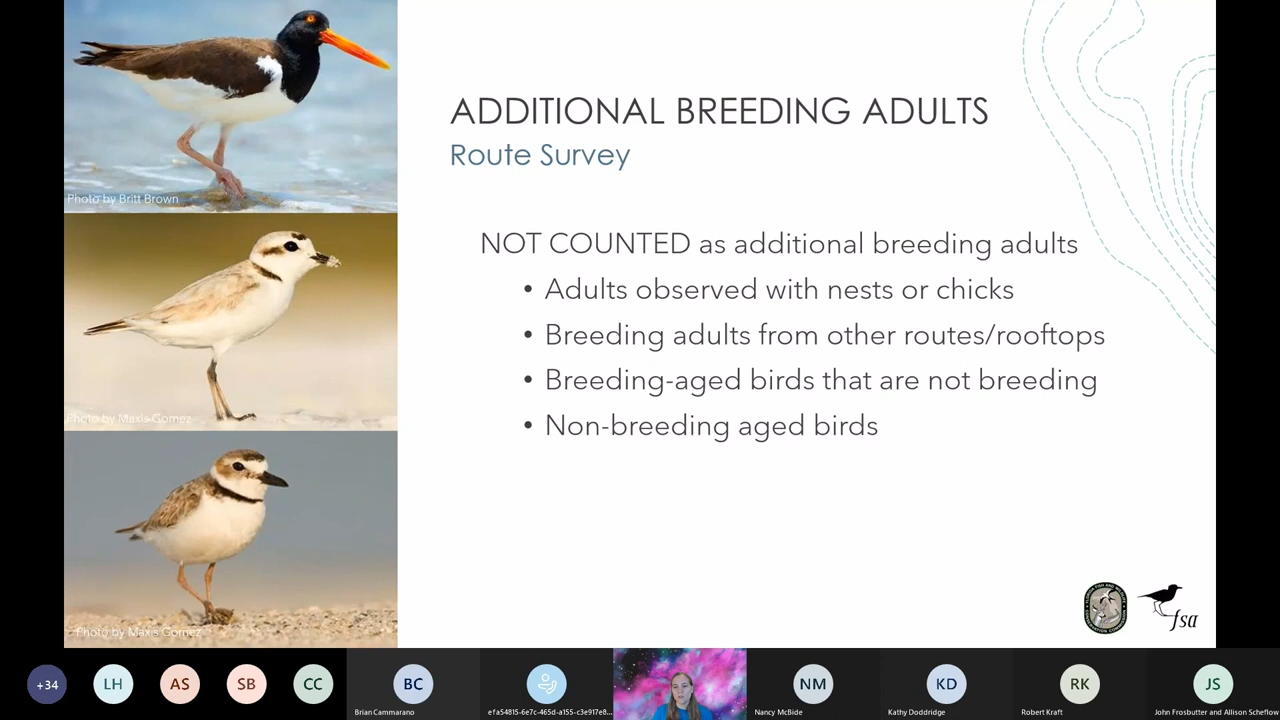 Photo by Britt Brown
Photo by Maxis Gomez
Photo by Maxis Gomez
ADDITIONAL BREEDING ADULTS
Route Survey
NOT COUNTED as additional breeding adults
• Adults observed with nests or chicks
• Breeding adults from other routes/rooftops
• Breeding-aged birds that are not breeding
• Non-breeding aged birds
fsa
+34
LH
AS
SB
CC
BC
NM
KD
RK
JS
Brian Cammarano
efa54815-6e7c-465d-a155-c3e917e8...
Nancy McBide
Kathy Doddridge
Robert Kraft
John Frosbutter and Allison Scheflow